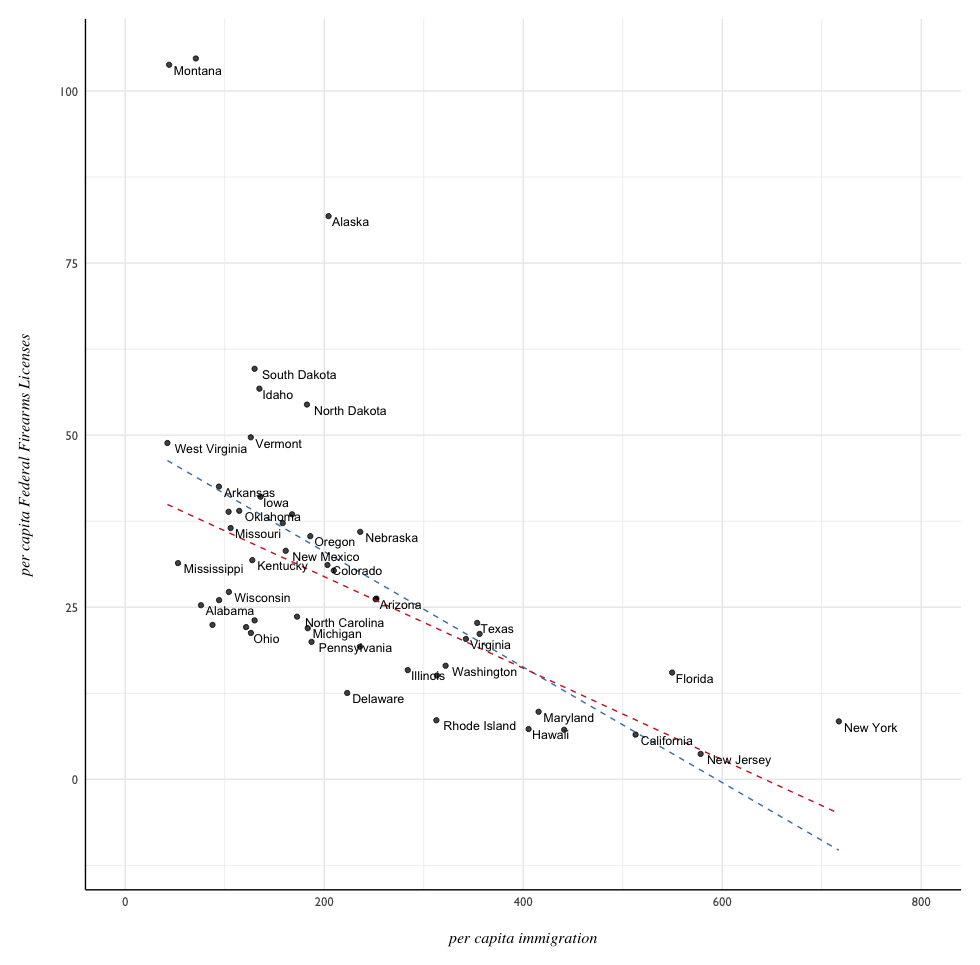 Montana
100
Alaska
75
South Dakota
Idaho
North Dakota
50
Vermont
West Virginia
Arkansas
Iowa
Oklahoma
Missouri
Nebraska
Oregon
New Mexico
Kentucky
Mississippi
Colorado
Wisconsin
Arizona
25
Alabama
North Carolina
Texas
Michigan
Ohio
Virginia
Pennsylvania
Washington
Illinois
Florida
Delaware
Maryland
Rhode Island
New York
Hawaii
California
New Jersey
0
per capita Federal Firearms Licenses
0 200 400 600 800
per capita immigration